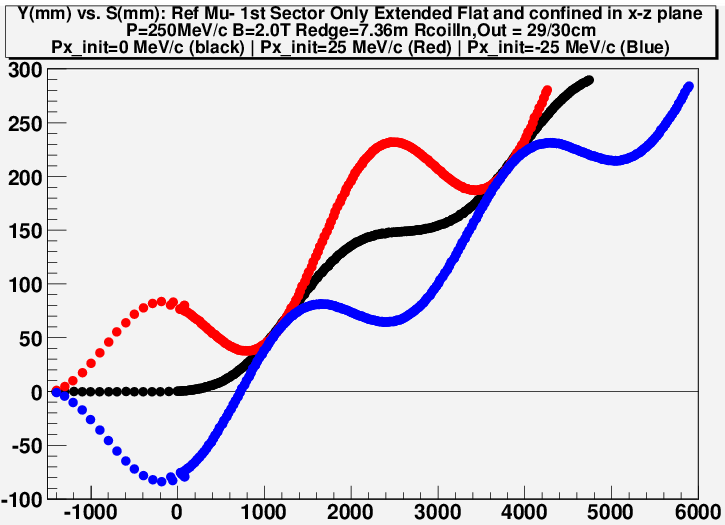 Y(mm) vs. S(mm): Ref Mu- 1st Sector Only Extended Flat and confined in x-z plane
P=250MeV/c B=2.0T Redge=7.36m RcoilIn,Out = 29/30cm
Px_init=0 MeV/c (black) | Px_init=25 MeV/c (Red) | Px_init=-25 MeV/c (Blue)
300
250
200
150
100
50
0
-50
-100
-1000 0 1000 2000 3000 4000 5000 6000